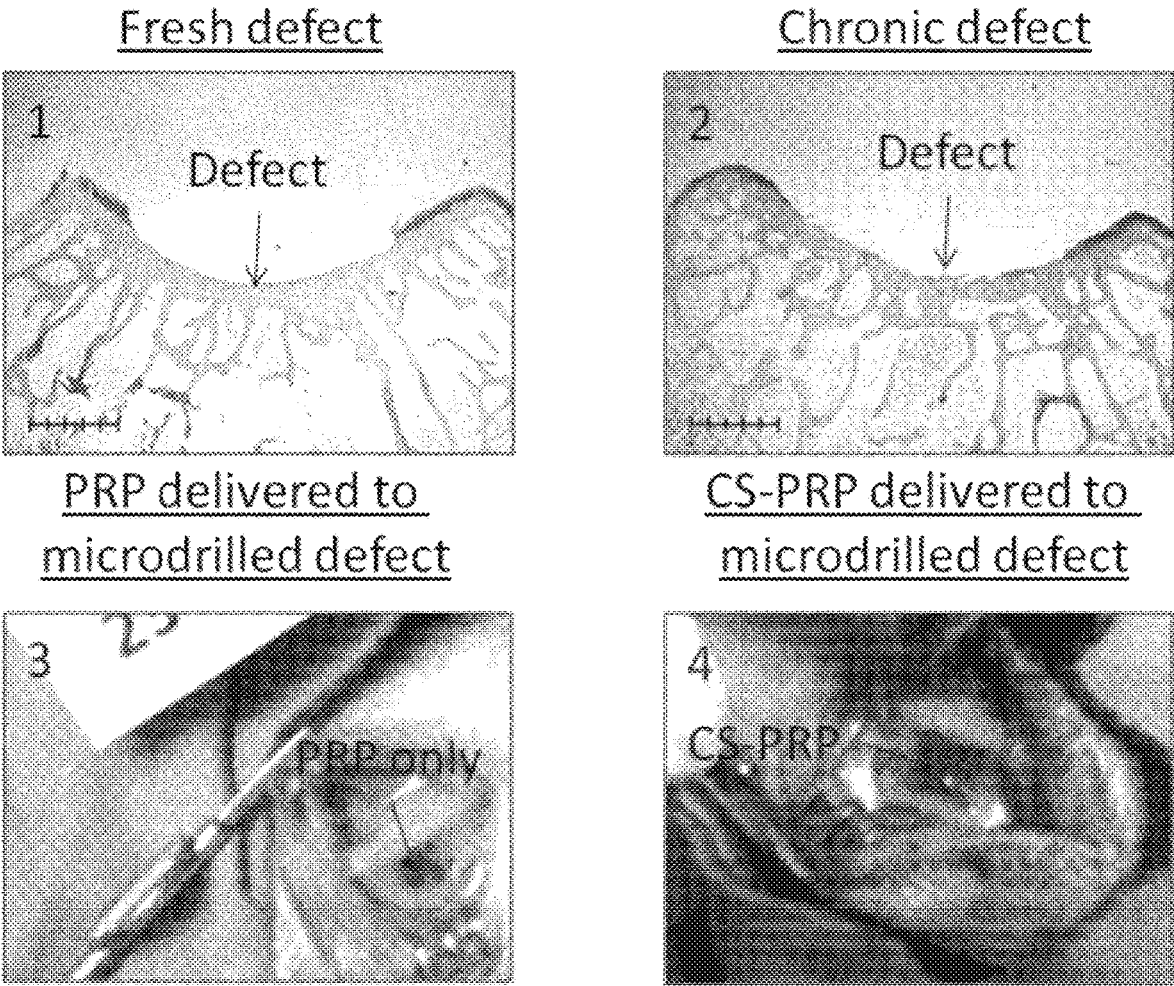 Fresh defect
Chronic defect
1
Defect
2
Defect
PRP delivered to
microdrilled defect
CS-PRP delivered to
microdrilled defect
3
23
PRP only
4
CS-PRP